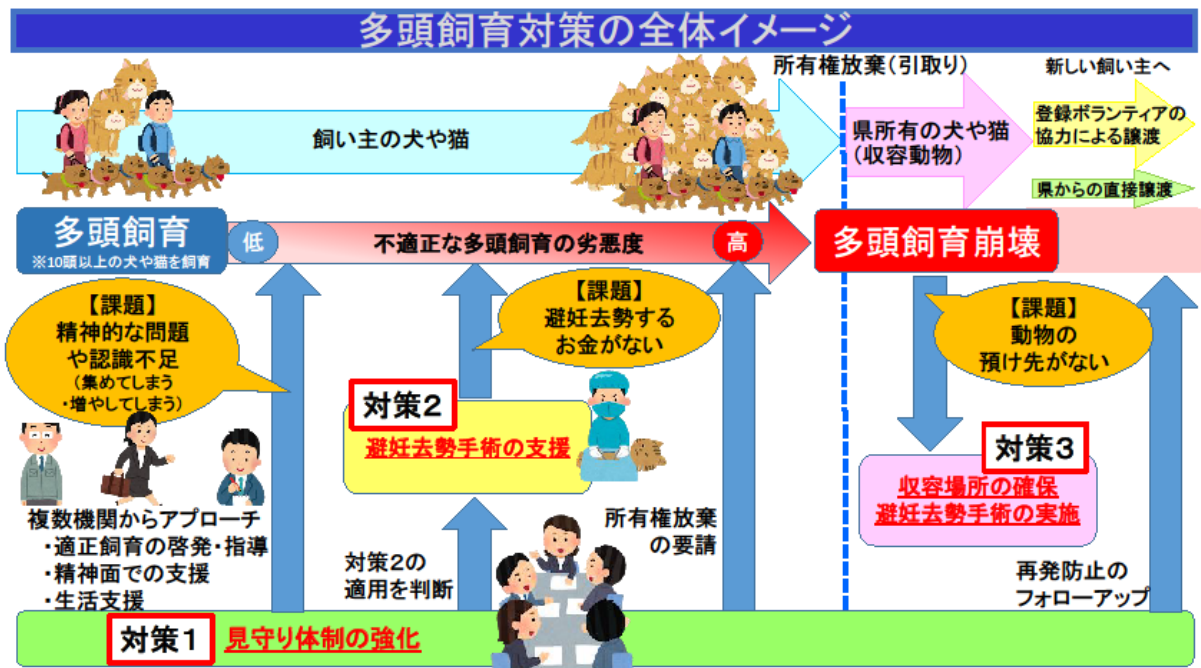 多頭飼育対策の全体イメージ
所有権放棄(引取り)
新しい飼い主へ
飼い主の犬や猫
県所有の犬や猫
(収容動物)
登録ボランティアの
協力による譲渡
県からの直接譲渡
多頭飼育
※10頭以上の犬や猫を飼育
低
不適正な多頭飼育の劣悪度
高
多頭飼育崩壊
【課題】
精神的な問題
や認識不足
(集めてしまう
・増やしてしまう)
【課題】
避妊去勢する
お金がない
【課題】
動物の
預け先がない
対策2
避妊去勢手術の支援
対策3
収容場所の確保
避妊去勢手術の実施
複数機関からアプローチ
・適正飼育の啓発・指導
・精神面での支援
・生活支援
対策2の
適用を判断
所有権放棄
の要請
再発防止の
フォローアップ
対策1
見守り体制の強化